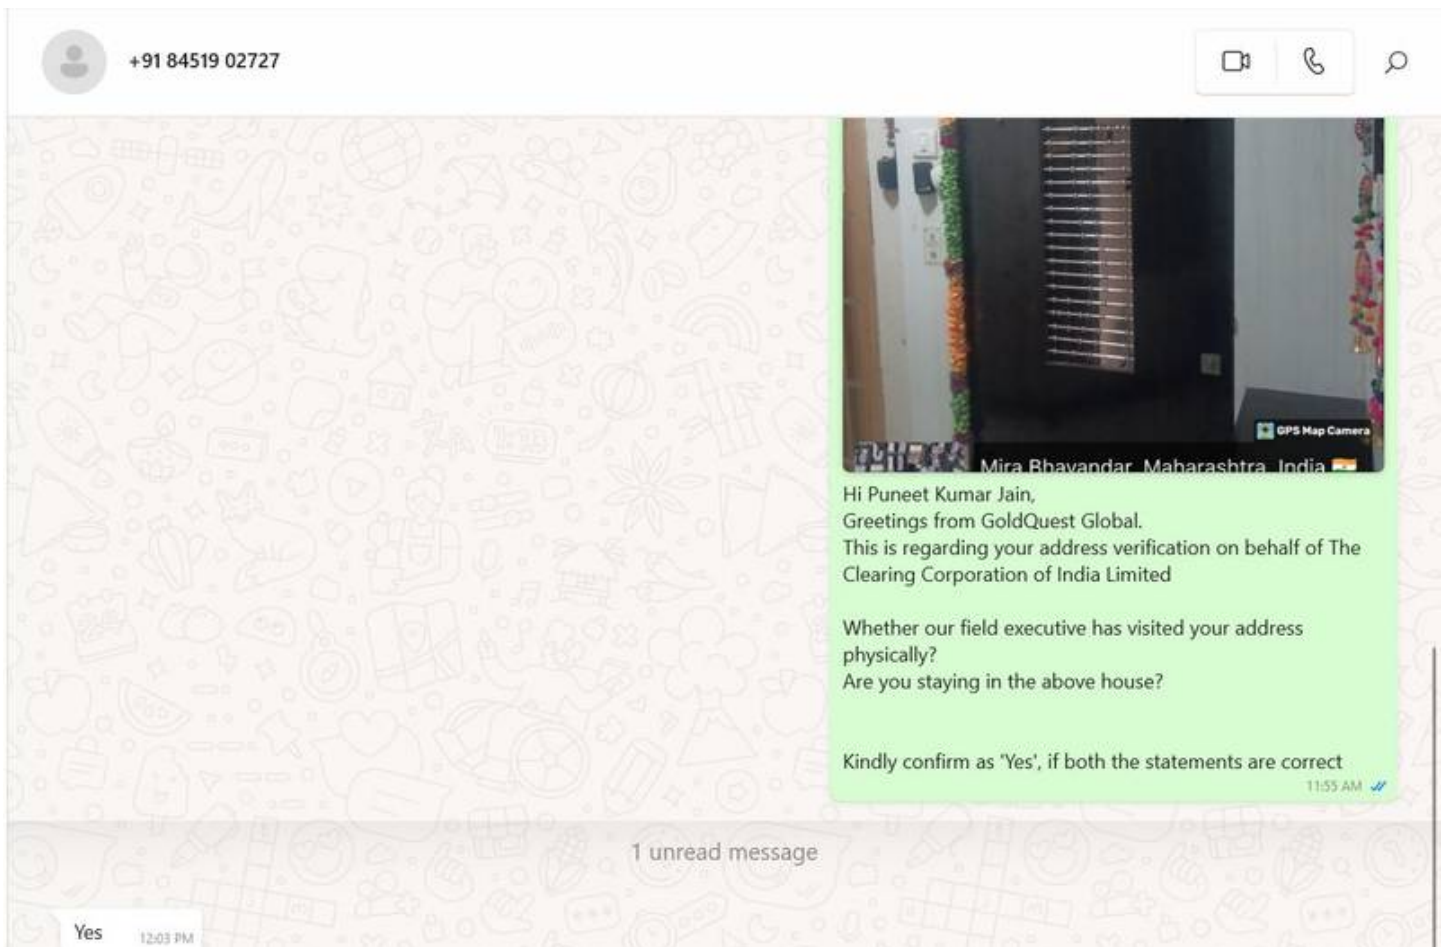 +91 84519 02727
GPS Map Camera
Mira Bhayandar, Maharashtra, India
Hi Puneet Kumar Jain,
Greetings from GoldQuest Global.
This is regarding your address verification on behalf of The
Clearing Corporation of India Limited
Whether our field executive has visited your address
physically?
Are you staying in the above house?
Kindly confirm as 'Yes', if both the statements are correct
11:55 AM
1 unread message
Yes 12:03 PM